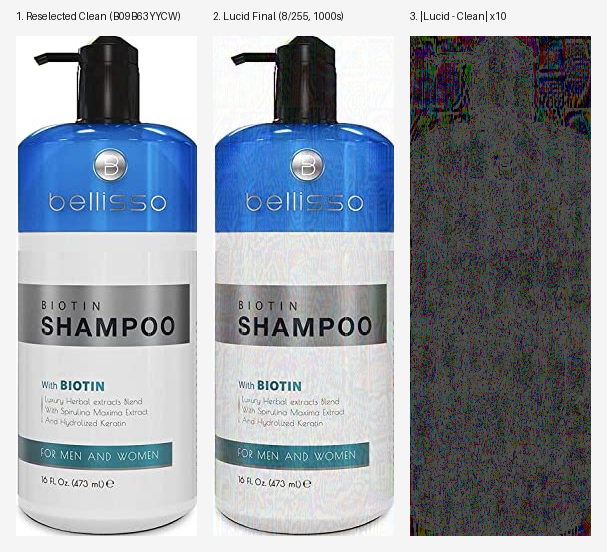 1. Reselected Clean (B09B63YYCW)
2. Lucid Final (8/255, 1000s)
3. |Lucid - Clean| x10
B
bellisso
BIOTIN
SHAMPOO
With BIOTIN
Luxury Herbal extracts Blend
With Spirulina Maxima Extract
And Hydrolized Keratin
FOR MEN AND WOMEN
16 FL Oz. (473 ml) ℮
B
bellisso
BIOTIN
SHAMPOO
With BIOTIN
Luxury Herbal extracts Blend
With Spirulina Maxima Extract
And Hydrolized Keratin
FOR MEN AND WOMEN
16 FL Oz. (473 ml) ℮